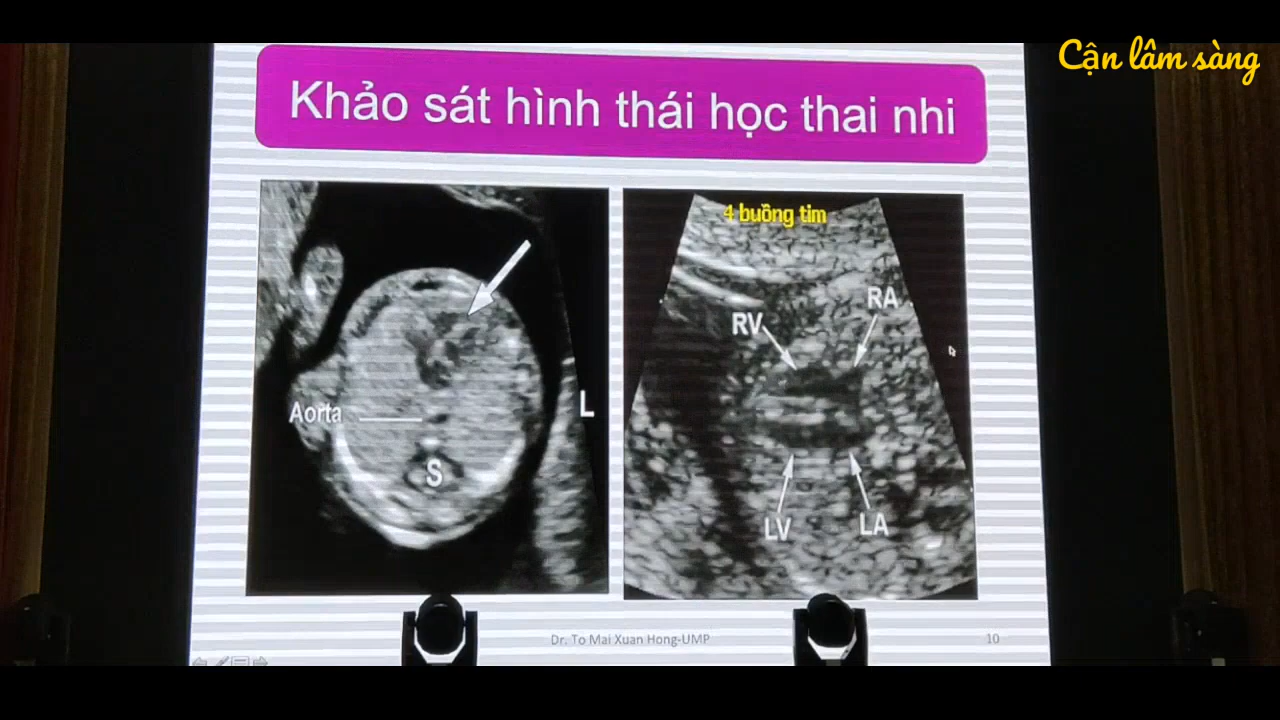 Cận lâm sàng
Khảo sát hình thái học thai nhi
4 buồng tim
RA
RV
Aorta
L
S
LV
LA
Dr. To Mai Xuan Hong-UMP
10